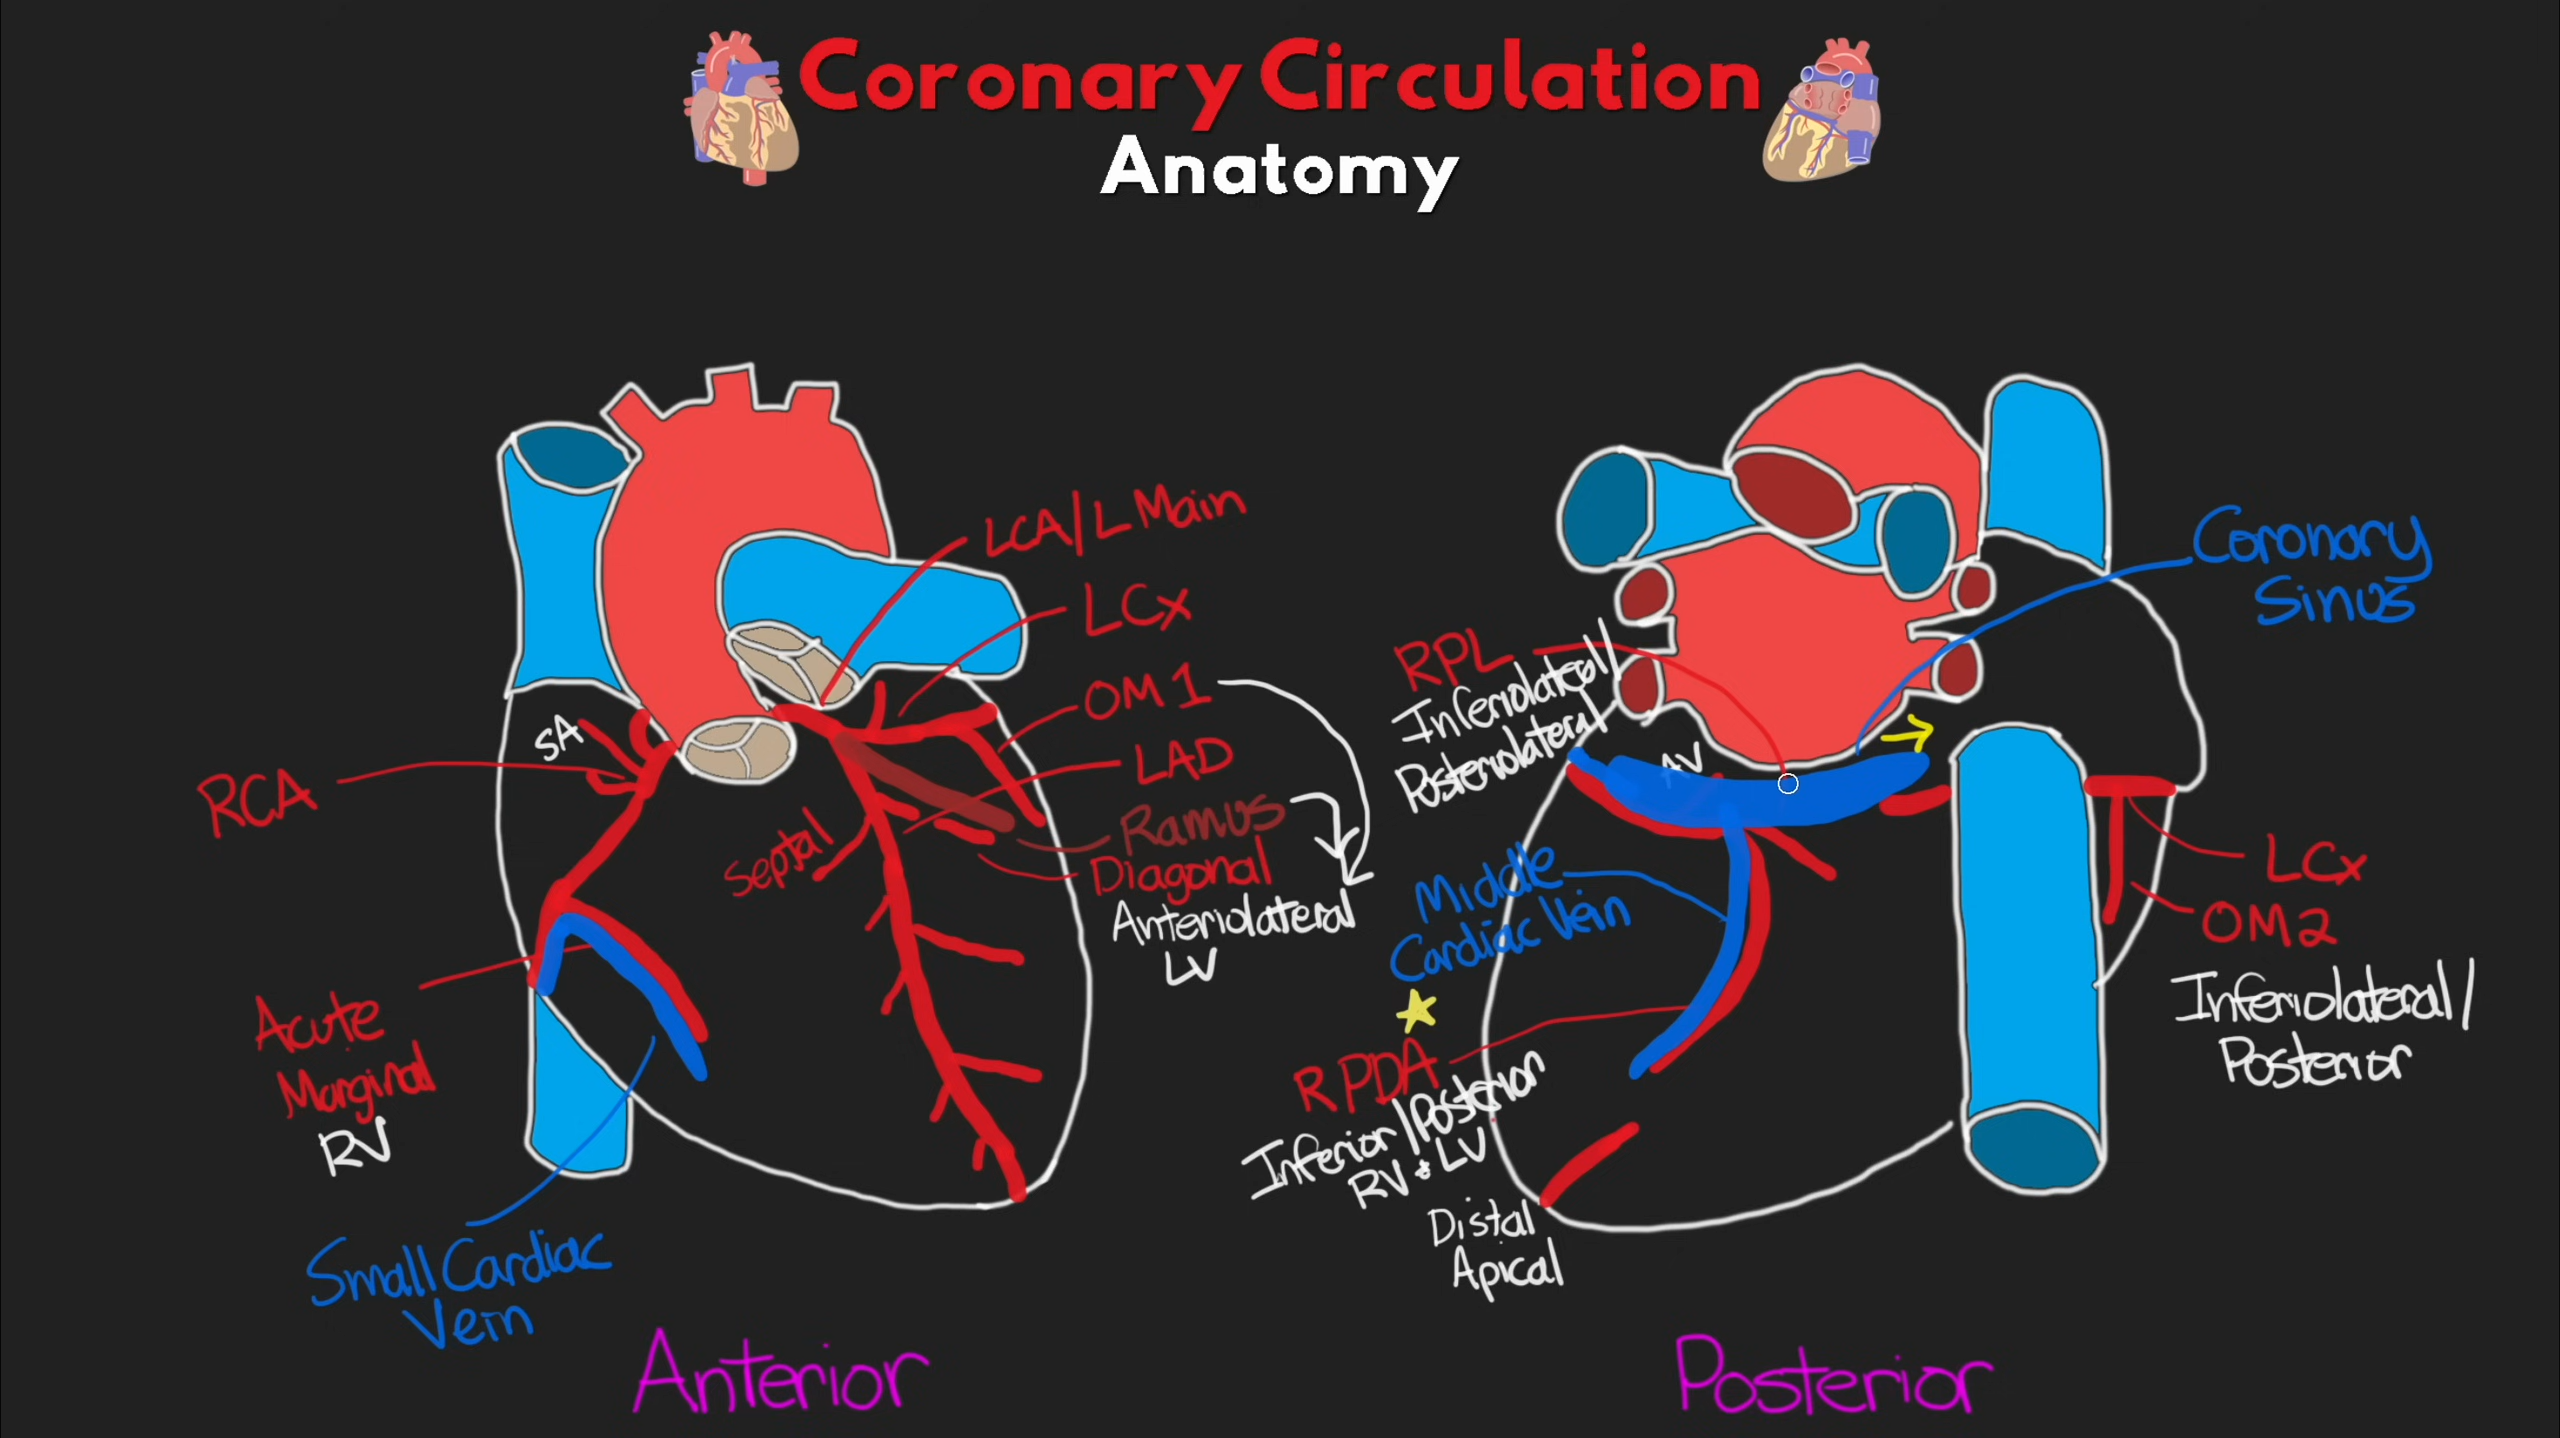 Coronary Circulation
Anatomy
LCA/L Main
LCx
OM 1
LAD
Ramus
Diagonal
Anteriolateral
LV
SA
RCA
Septal
Acute
Marginal
RV
Small Cardiac
Vein
Anterior
Coronary
Sinus
RPL
Inferiolateral/
Posteriolateral
AV
Middle
Cardiac Vein
RPDA
Inferior/Posterior
RV + LV
Distal
Apical
LCx
OM2
Inferiolateral/
Posterior
Posterior